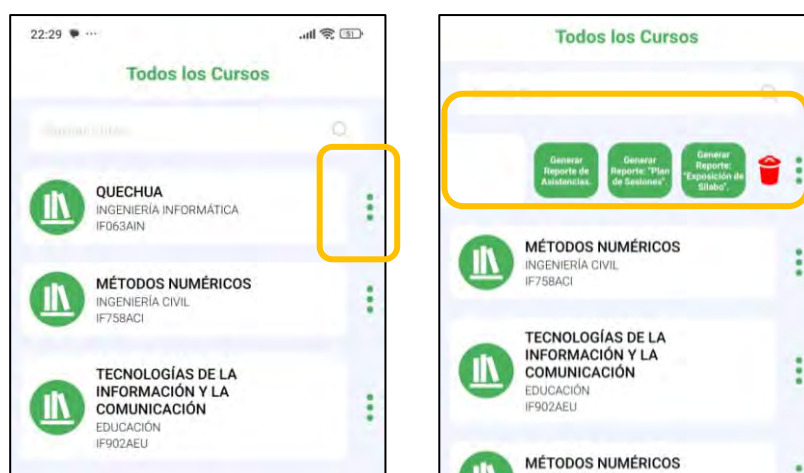 22:29
51
Todos los Cursos
QUECHUA
INGENIERÍA INFORMÁTICA
IF063AIN
MÉTODOS NUMÉRICOS
INGENIERÍA CIVIL
IF758ACI
TECNOLOGÍAS DE LA
INFORMACIÓN Y LA
COMUNICACIÓN
EDUCACIÓN
IF902AEU
Todos los Cursos
Generar
Reporte de
Asistencias.
Generar
Reporte: "Plan
de Sesiones".
Generar
Reporte:
"Exposición de
Sílabo".
MÉTODOS NUMÉRICOS
INGENIERÍA CIVIL
IF758ACI
TECNOLOGÍAS DE LA
INFORMACIÓN Y LA
COMUNICACIÓN
EDUCACIÓN
IF902AEU
MÉTODOS NUMÉRICOS